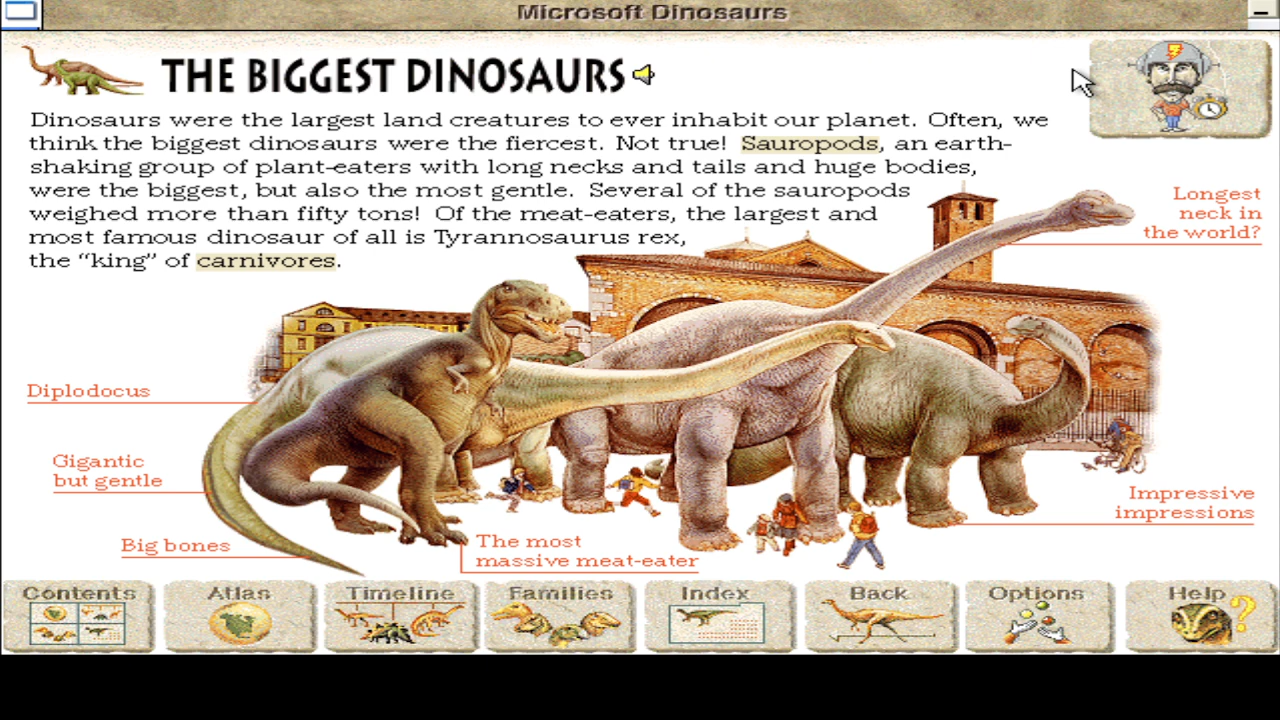 Microsoft Dinosaurs
THE BIGGEST DINOSAURS
Dinosaurs were the largest land creatures to ever inhabit our planet. Often, we
think the biggest dinosaurs were the fiercest. Not true! Sauropods, an earth-
shaking group of plant-eaters with long necks and tails and huge bodies,
were the biggest, but also the most gentle. Several of the sauropods
weighed more than fifty tons! Of the meat-eaters, the largest and
most famous dinosaur of all is Tyrannosaurus rex,
the “king” of carnivores.
Longest
neck in
the world?
Diplodocus
Gigantic
but gentle
Big bones
The most
massive meat-eater
Impressive
impressions
Contents
Atlas
Timeline
Families
Index
Back
Options
Help